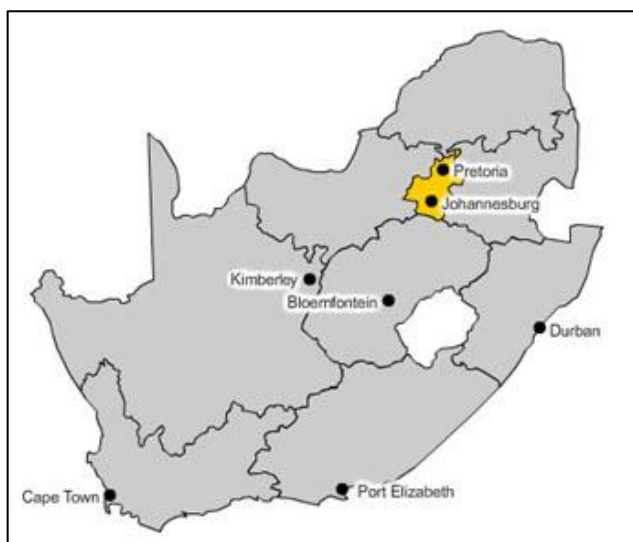 Pretoria
Johannesburg
Kimberley
Bloemfontein
Durban
Cape Town
Port Elizabeth